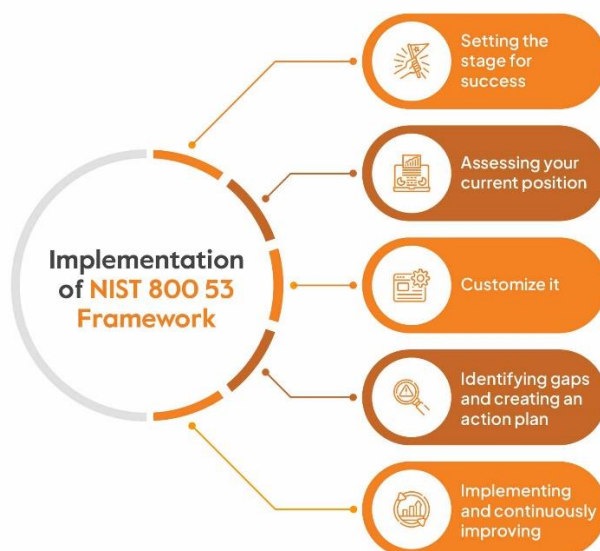 Implementation
of NIST 800 53
Framework
Setting the
stage for
success
Assessing your
current position
Customize it
Identifying gaps
and creating an
action plan
Implementing
and continuously
improving